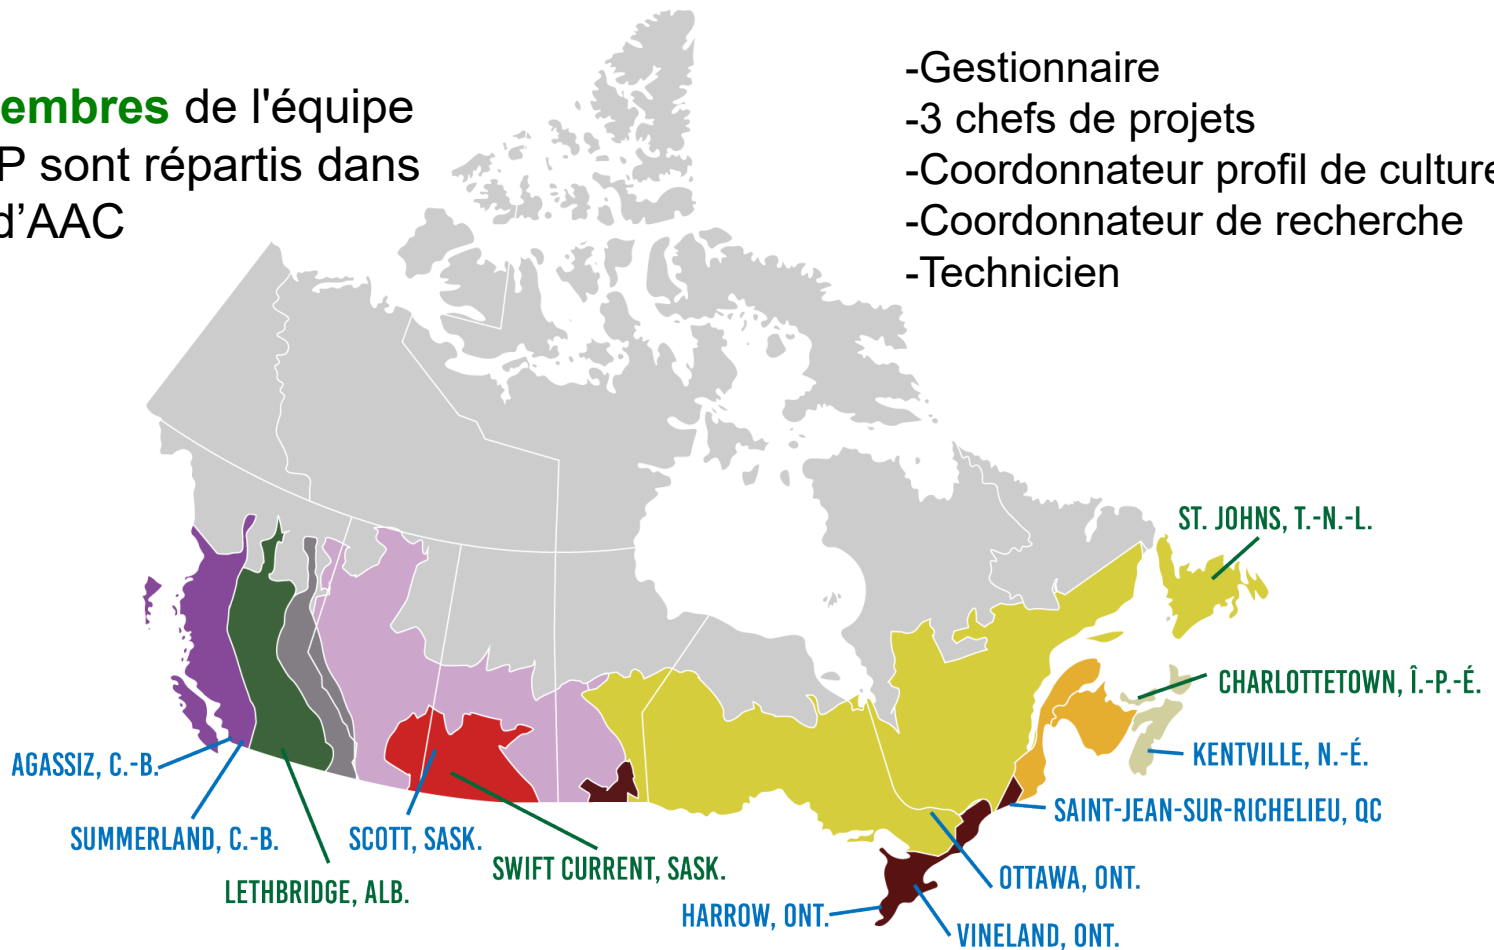 embres de l'équipe
P sont répartis dans
d’AAC
-Gestionnaire
-3 chefs de projets
-Coordonnateur profil de culture
-Coordonnateur de recherche
-Technicien
ST. JOHNS, T.-N.-L.
CHARLOTTETOWN, Î.-P.-É.
KENTVILLE, N.-É.
SAINT-JEAN-SUR-RICHELIEU, QC
OTTAWA, ONT.
VINELAND, ONT.
HARROW, ONT.
SWIFT CURRENT, SASK.
SCOTT, SASK.
LETHBRIDGE, ALB.
SUMMERLAND, C.-B.
AGASSIZ, C.-B.